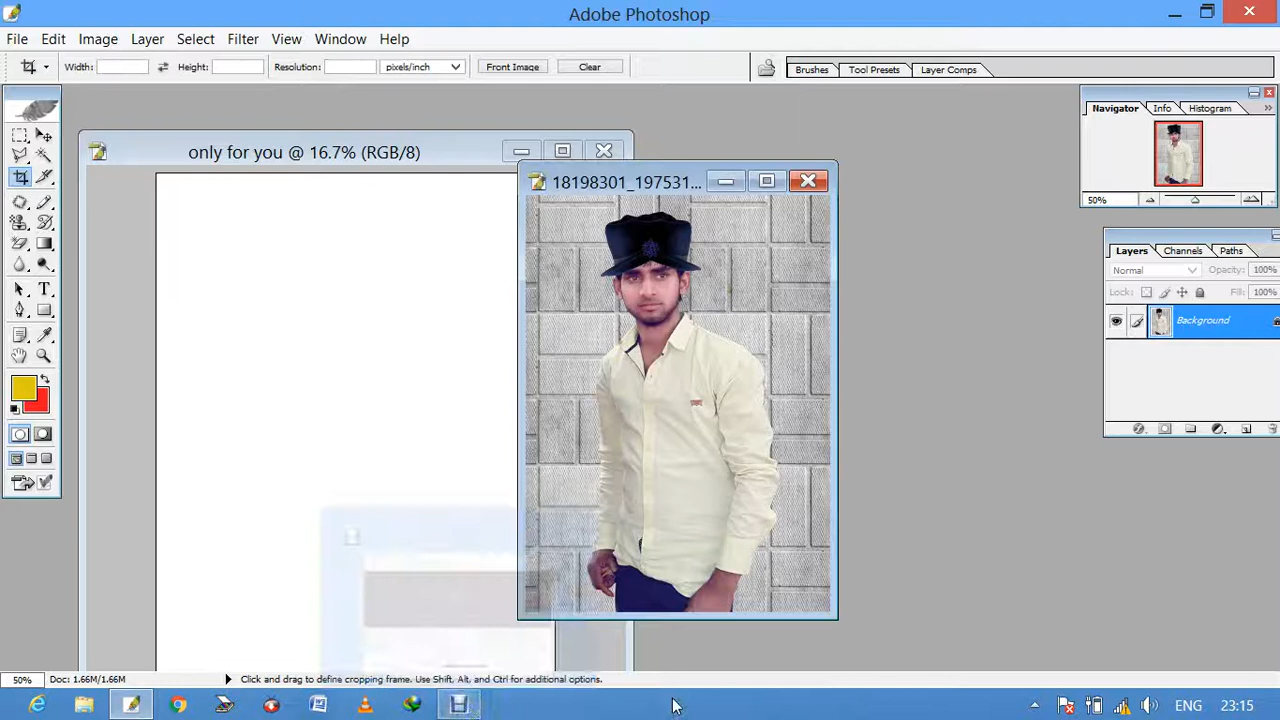 Adobe Photoshop
File Edit Image Layer Select Filter View Window Help
Width: Height: Resolution: pixels/inch Front Image Clear Brushes Tool Presets Layer Comps
Navigator Info Histogram
only for you @ 16.7% (RGB/8)
18198301_197531...
50%
Layers Channels Paths
Normal Opacity: 100%
Lock: Fill: 100%
Background
50% Doc: 1.66M/1.66M Click and drag to define cropping frame. Use Shift, Alt, and Ctrl for additional options.
ENG 23:15